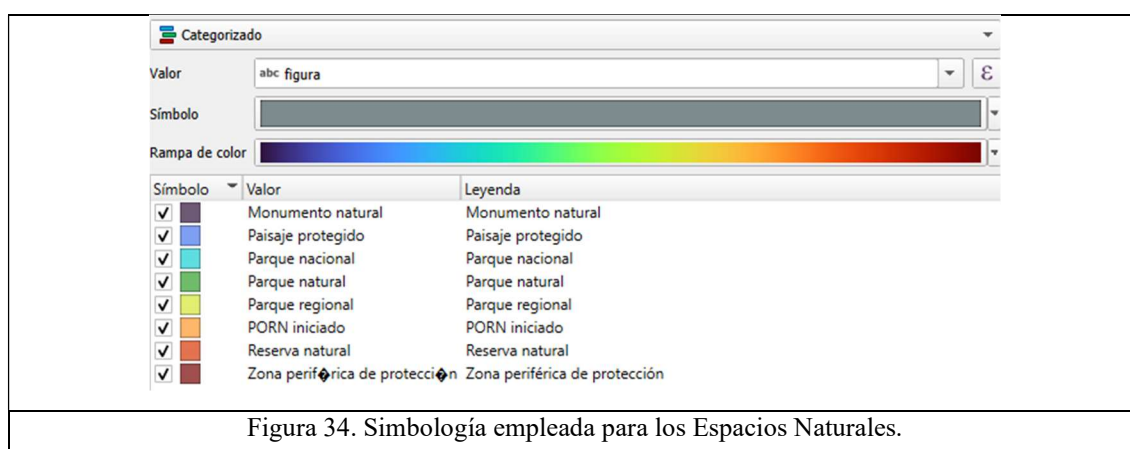 Categorizado
Valor abc figura ε
Símbolo
Rampa de color
Símbolo Valor Leyenda
Monumento natural Monumento natural
Paisaje protegido Paisaje protegido
Parque nacional Parque nacional
Parque natural Parque natural
Parque regional Parque regional
PORN iniciado PORN iniciado
Reserva natural Reserva natural
Zona perif�rica de protecci�n Zona periférica de protección
Figura 34. Simbología empleada para los Espacios Naturales.